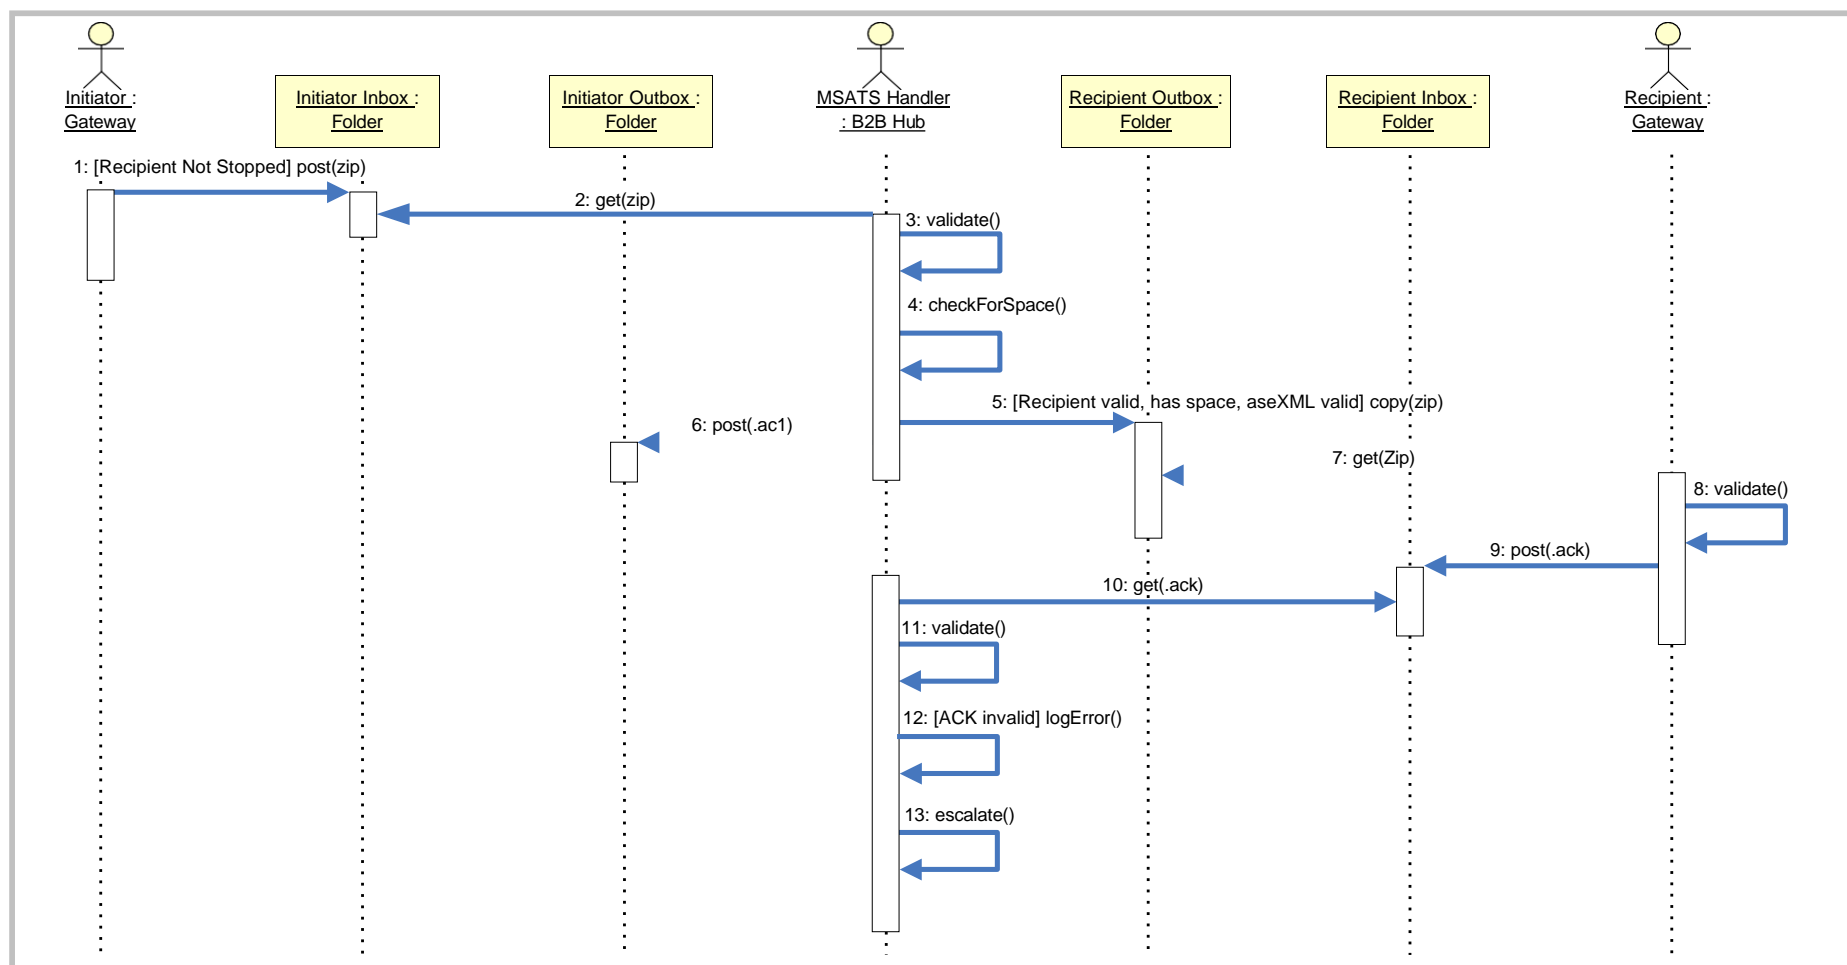 Initiator :
Gateway
Initiator Inbox :
Folder
Initiator Outbox :
Folder
MSATS Handler
: B2B Hub
Recipient Outbox :
Folder
Recipient Inbox :
Folder
Recipient :
Gateway
1: [Recipient Not Stopped] post(zip)
2: get(zip)
3: validate()
4: checkForSpace()
5: [Recipient valid, has space, aseXML valid] copy(zip)
6: post(.ac1)
7: get(Zip)
8: validate()
9: post(.ack)
10: get(.ack)
11: validate()
12: [ACK invalid] logError()
13: escalate()